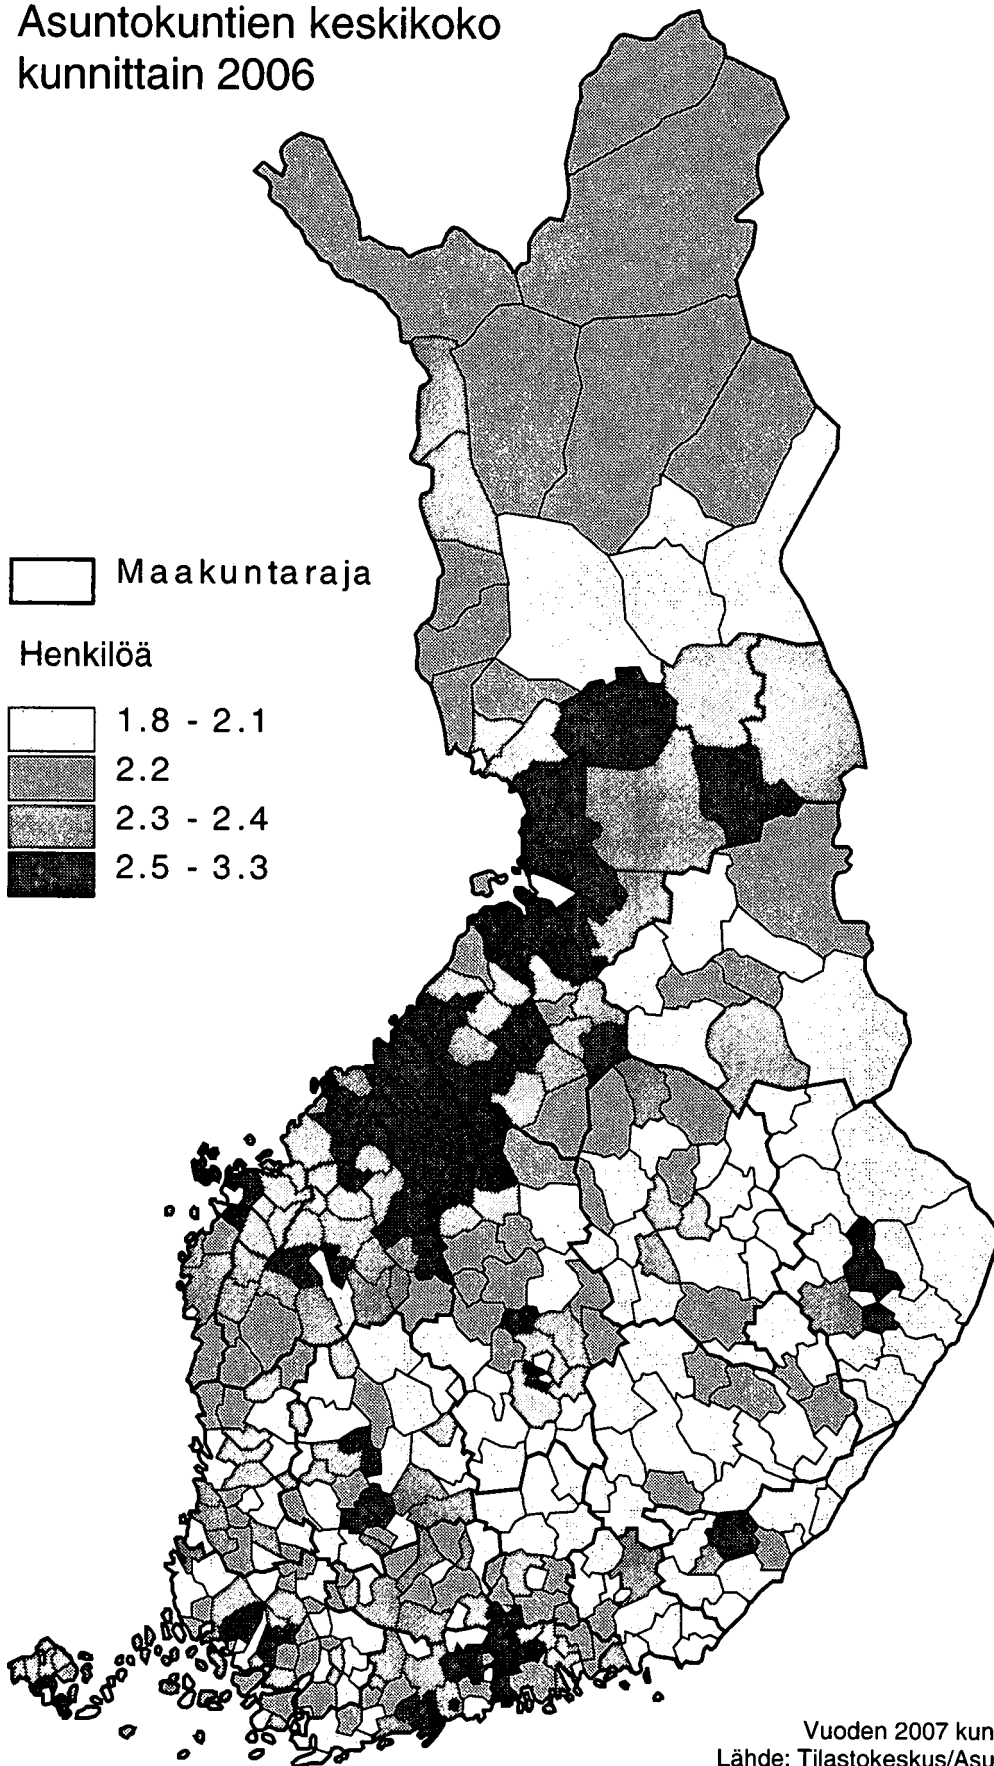 Asuntokuntien keskikoko
kunnittain 2006
Maakuntaraja
Henkilöä
1.8 - 2.1
2.2
2.3 - 2.4
2.5 - 3.3
Vuoden 2007 kun
Lähde: Tilastokeskus/Asu